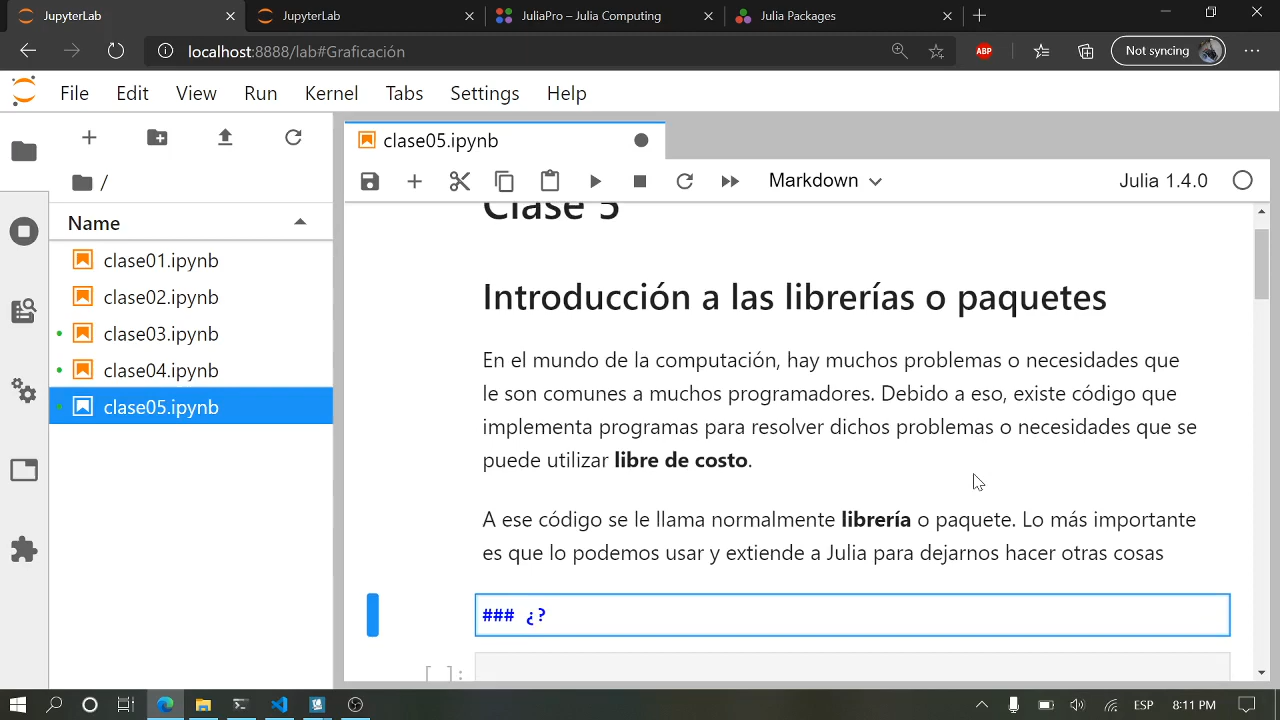 JupyterLab
JupyterLab
JuliaPro – Julia Computing
Julia Packages
localhost:8888/lab#Graficación
ABP
Not syncing
File Edit View Run Kernel Tabs Settings Help
clase05.ipynb
/
Markdown
Julia 1.4.0
Name
clase01.ipynb
clase02.ipynb
clase03.ipynb
clase04.ipynb
clase05.ipynb
Clase 5
Introducción a las librerías o paquetes
En el mundo de la computación, hay muchos problemas o necesidades que
le son comunes a muchos programadores. Debido a eso, existe código que
implementa programas para resolver dichos problemas o necesidades que se
puede utilizar libre de costo.
A ese código se le llama normalmente librería o paquete. Lo más importante
es que lo podemos usar y extiende a Julia para dejarnos hacer otras cosas
### ¿?
[ ]:
ESP
8:11 PM